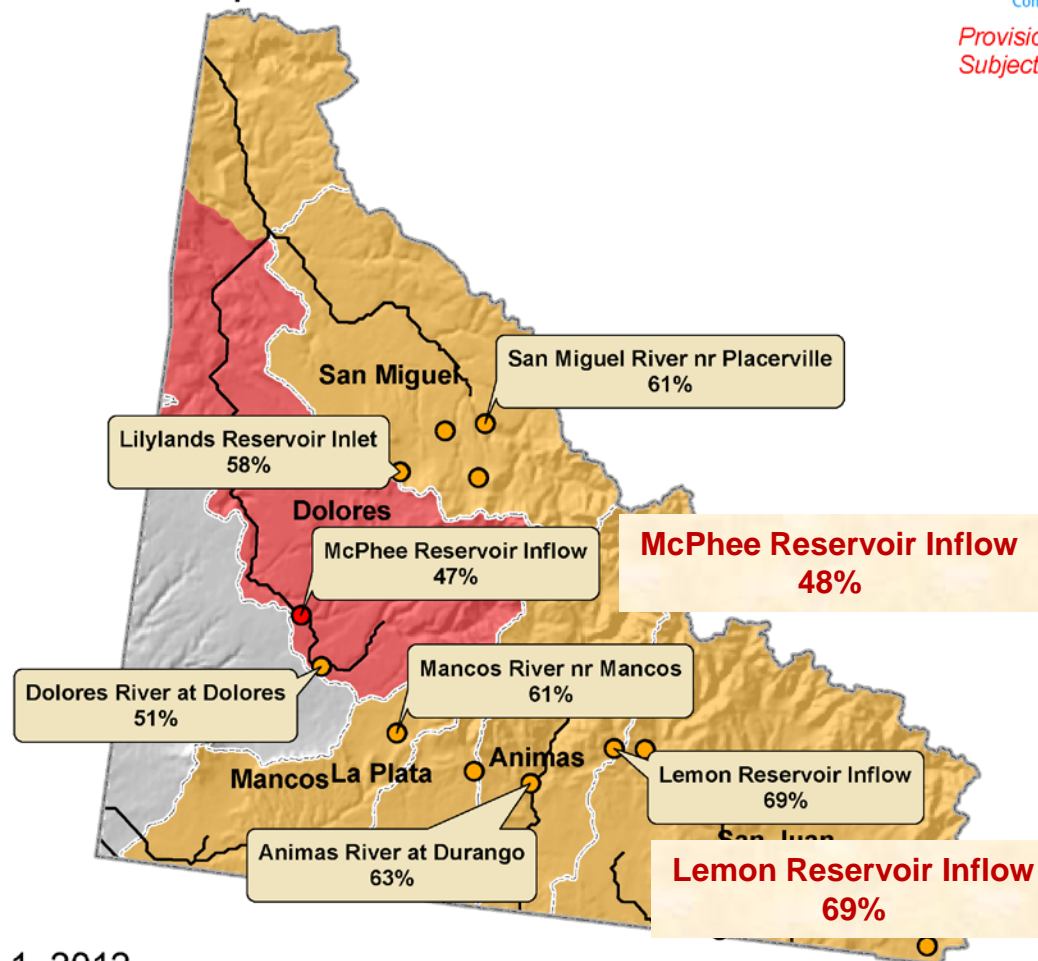 Provisio
Subject
San Miguel River nr Placerville
61%
San Miguel
Lilylands Reservoir Inlet
58%
Dolores
McPhee Reservoir Inflow
47%
McPhee Reservoir Inflow
48%
Mancos River nr Mancos
61%
Dolores River at Dolores
51%
Animas
Mancos
La Plata
Lemon Reservoir Inflow
69%
San Juan
Animas River at Durango
63%
Lemon Reservoir Inflow
69%
1, 2012